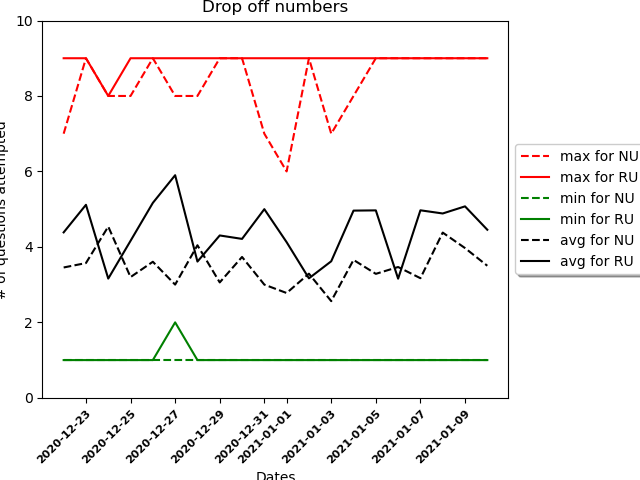 Drop off numbers
10
8
6
4
2
0
# of questions attempted
2020-12-23
2020-12-25
2020-12-27
2020-12-29
2020-12-31
2021-01-01
2021-01-03
2021-01-05
2021-01-07
2021-01-09
Dates
max for NU
max for RU
min for NU
min for RU
avg for NU
avg for RU